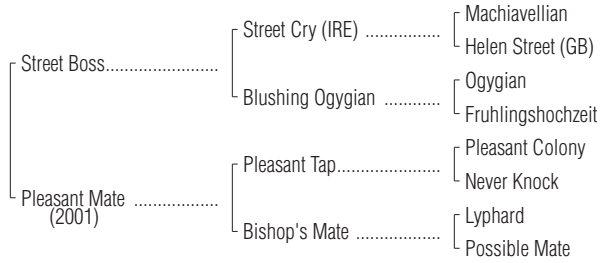 Machiavellian
Street Cry (IRE) ..................
Helen Street (GB)
Street Boss...........................
Ogygian
Blushing Ogygian .............
Fruhlingshochzeit
Pleasant Colony
Pleasant Tap.........................
Never Knock
Pleasant Mate ....................
(2001)
Lyphard
Bishop's Mate ....................
Possible Mate